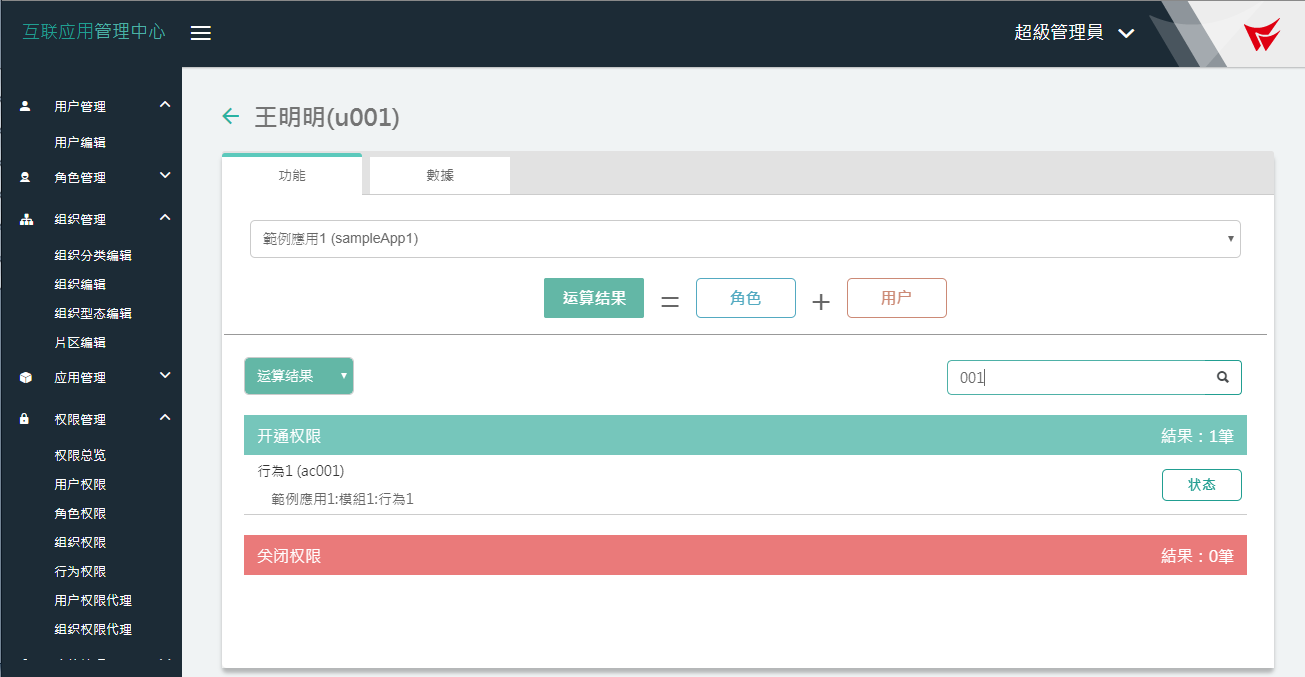 互联应用管理中心
超級管理員
用户管理
用户编辑
角色管理
组织管理
组织分类编辑
组织编辑
组织型态编辑
片区编辑
应用管理
权限管理
权限总览
用户权限
角色权限
组织权限
行为权限
用户权限代理
组织权限代理
王明明(u001)
功能
數據
範例應用1 (sampleApp1)
运算结果 = 角色 + 用户
运算结果
001
开通权限 結果：1筆
行為1 (ac001)
範例應用1:模組1:行為1
状态
关闭权限 結果：0筆